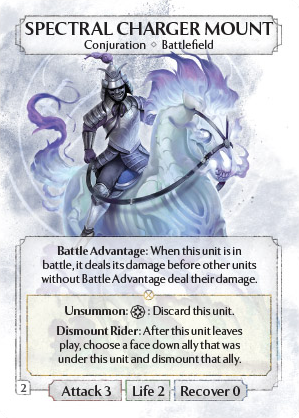 SPECTRAL CHARGER MOUNT
Conjuration ◇ Battlefield
Battle Advantage: When this unit is in
battle, it deals its damage before other units
without Battle Advantage deal their damage.
Unsummon: : Discard this unit.
Dismount Rider: After this unit leaves
play, choose a face down ally that was
under this unit and dismount that ally.
2
Attack 3
Life 2
Recover 0